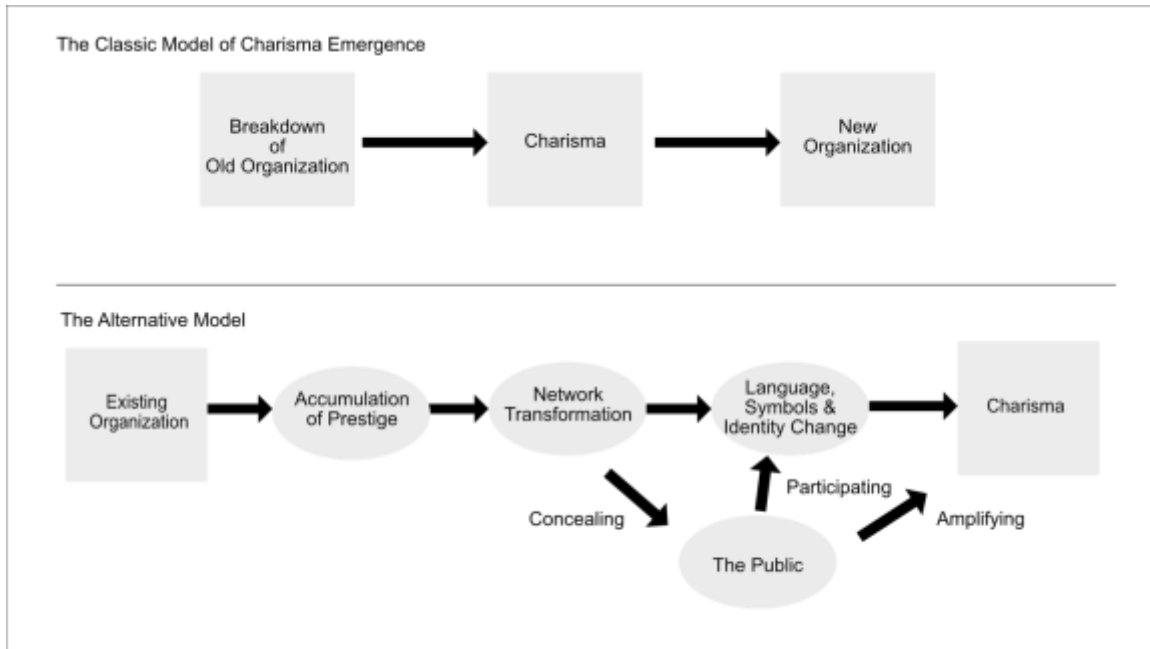 The Classic Model of Charisma Emergence
Breakdown
of
Old Organization
Charisma
New
Organization
The Alternative Model
Existing
Organization
Accumulation
of Prestige
Network
Transformation
Language,
Symbols &
Identity Change
Charisma
Concealing
Participating
Amplifying
The Public